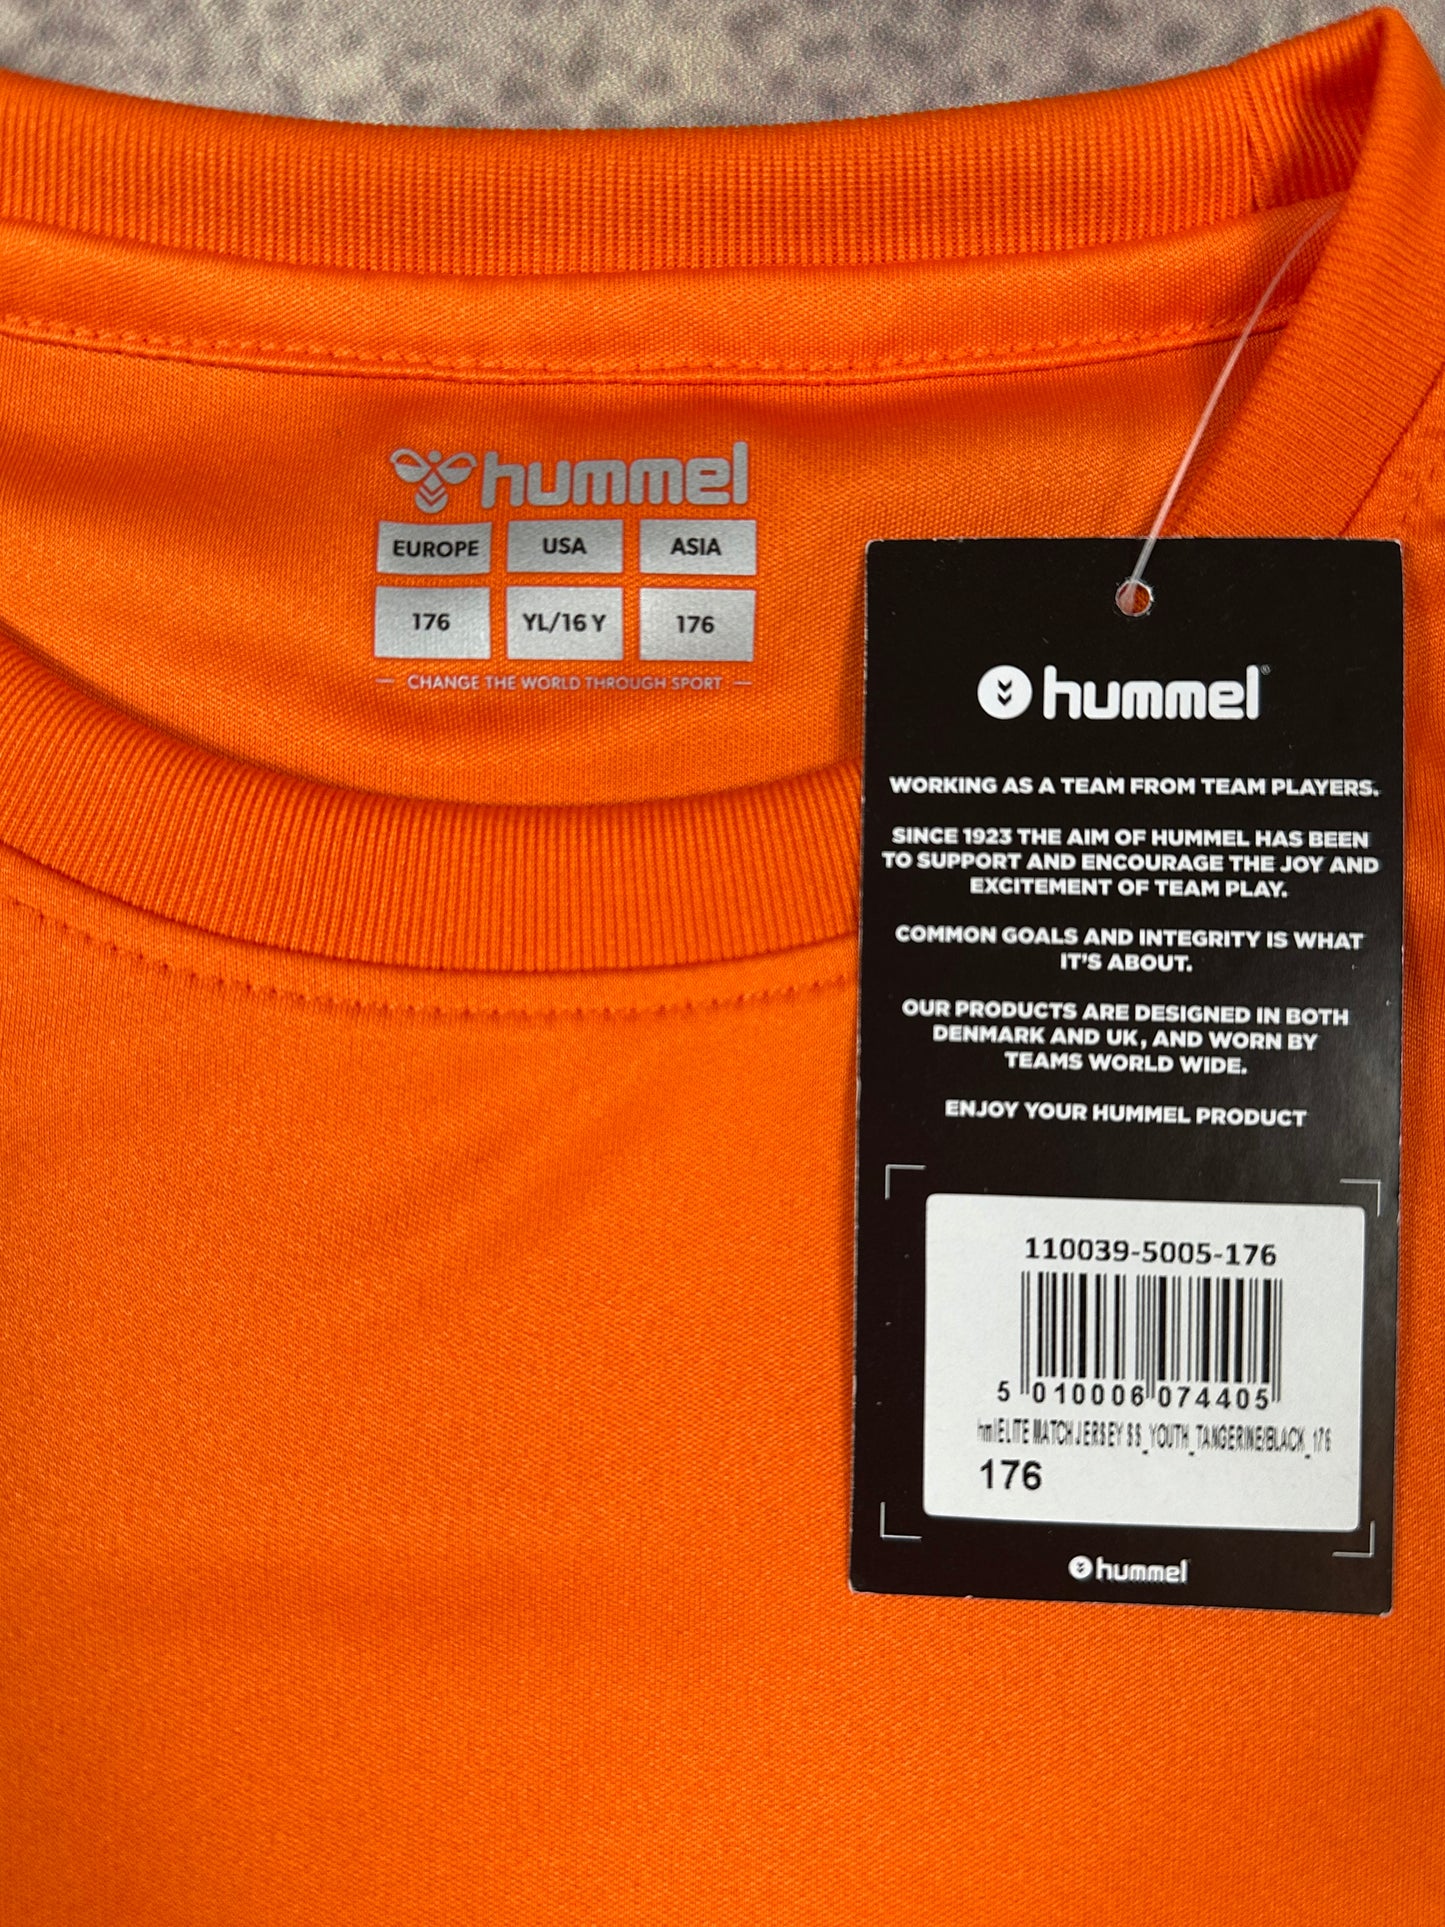 hummel
EUROPE USA ASIA
176 YL/16 Y 176
CHANGE THE WORLD THROUGH SPORT
hummel®
WORKING AS A TEAM FROM TEAM PLAYERS.
SINCE 1923 THE AIM OF HUMMEL HAS BEEN
TO SUPPORT AND ENCOURAGE THE JOY AND
EXCITEMENT OF TEAM PLAY.
COMMON GOALS AND INTEGRITY IS WHAT
IT'S ABOUT.
OUR PRODUCTS ARE DESIGNED IN BOTH
DENMARK AND UK, AND WORN BY
TEAMS WORLD WIDE.
ENJOY YOUR HUMMEL PRODUCT
110039-5005-176
5 010006 074405
hmlELITE MATCH JERSEY SS_YOUTH_TANGERINE/BLACK_176
176
hummel